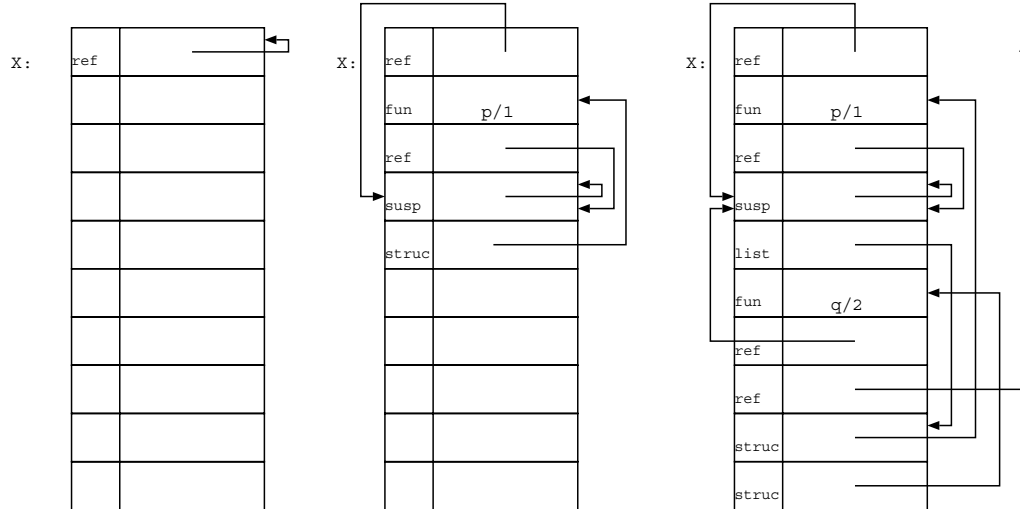 X:
ref
X:
ref
fun p/1
ref
susp
struc
X:
ref
fun p/1
ref
susp
list
fun q/2
ref
ref
struc
struc